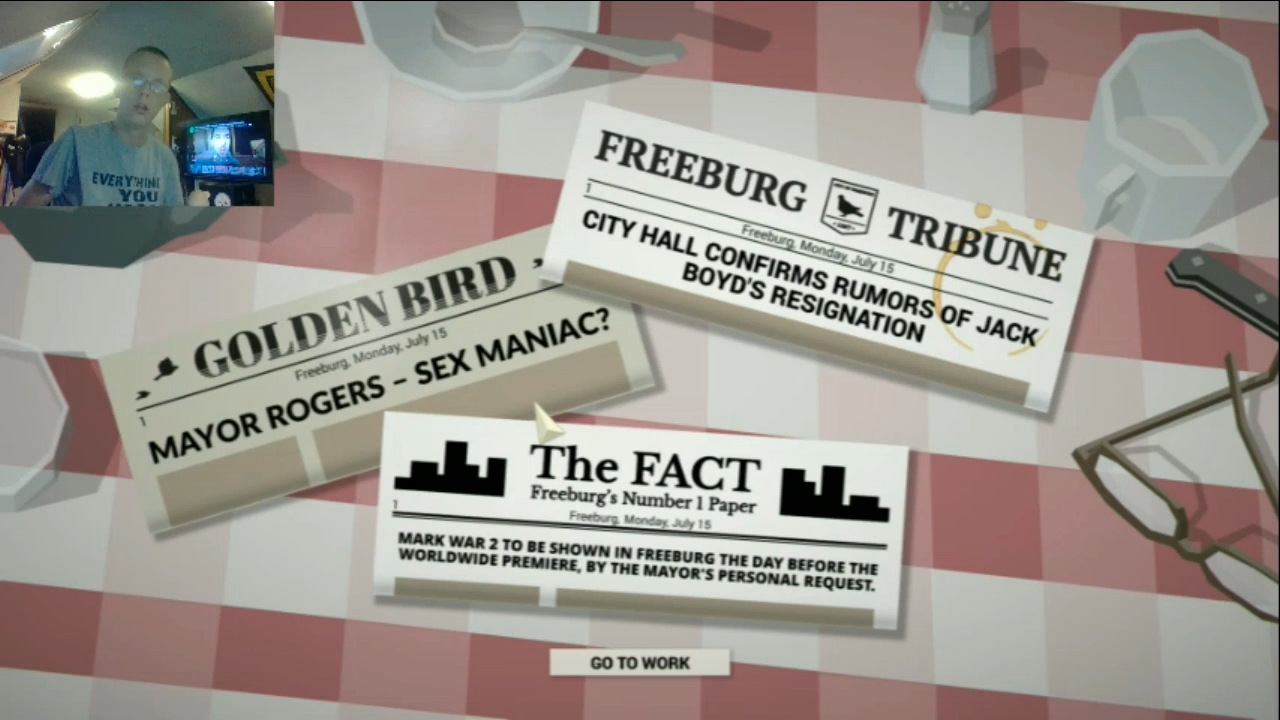 EVERYTHING
YOU
FREEBURG TRIBUNE
1
Freeburg, Monday, July 15
CITY HALL CONFIRMS RUMORS OF JACK
BOYD'S RESIGNATION
GOLDEN BIRD
Freeburg, Monday, July 15
1
MAYOR ROGERS – SEX MANIAC?
The FACT
Freeburg's Number 1 Paper
1
Freeburg, Monday, July 15
MARK WAR 2 TO BE SHOWN IN FREEBURG THE DAY BEFORE THE
WORLDWIDE PREMIERE, BY THE MAYOR'S PERSONAL REQUEST.
GO TO WORK